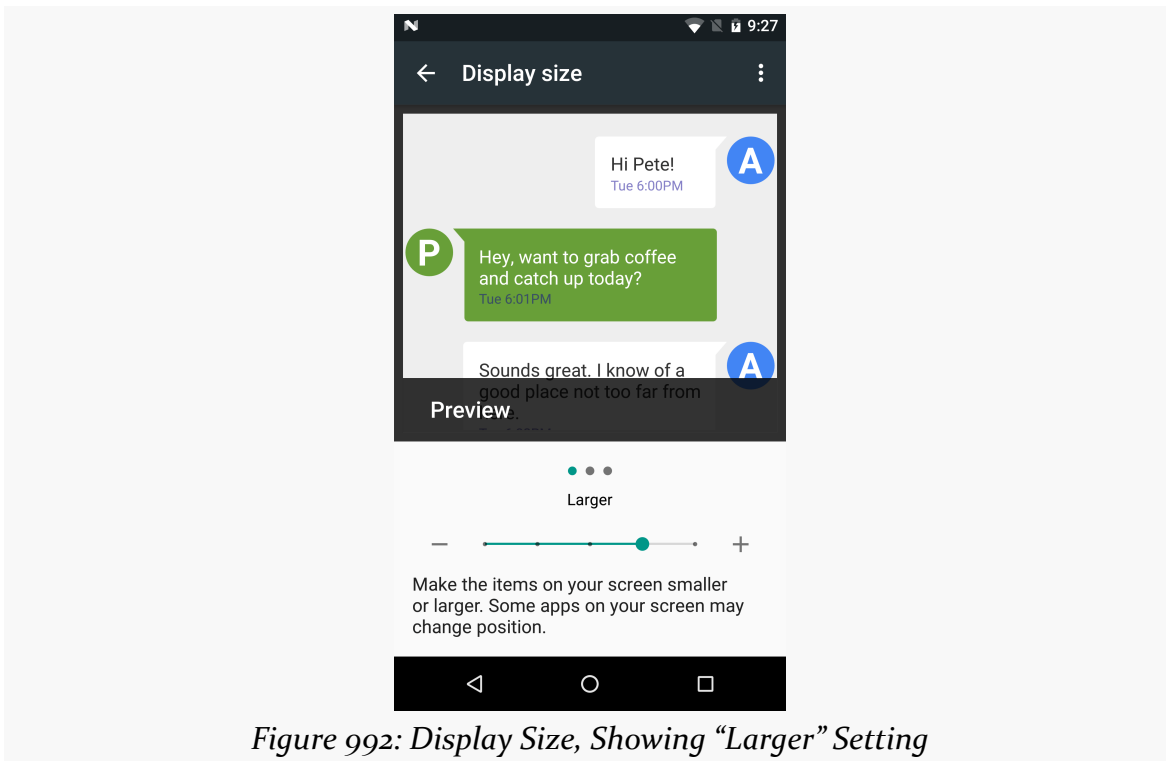 9:27
Display size
Hi Pete!
A
Tue 6:00PM
P
Hey, want to grab coffee
and catch up today?
Tue 6:01PM
Sounds great. I know of a
A
good place not too far from
Preview
Larger
Make the items on your screen smaller
or larger. Some apps on your screen may
change position.
Figure 992: Display Size, Showing “Larger” Setting